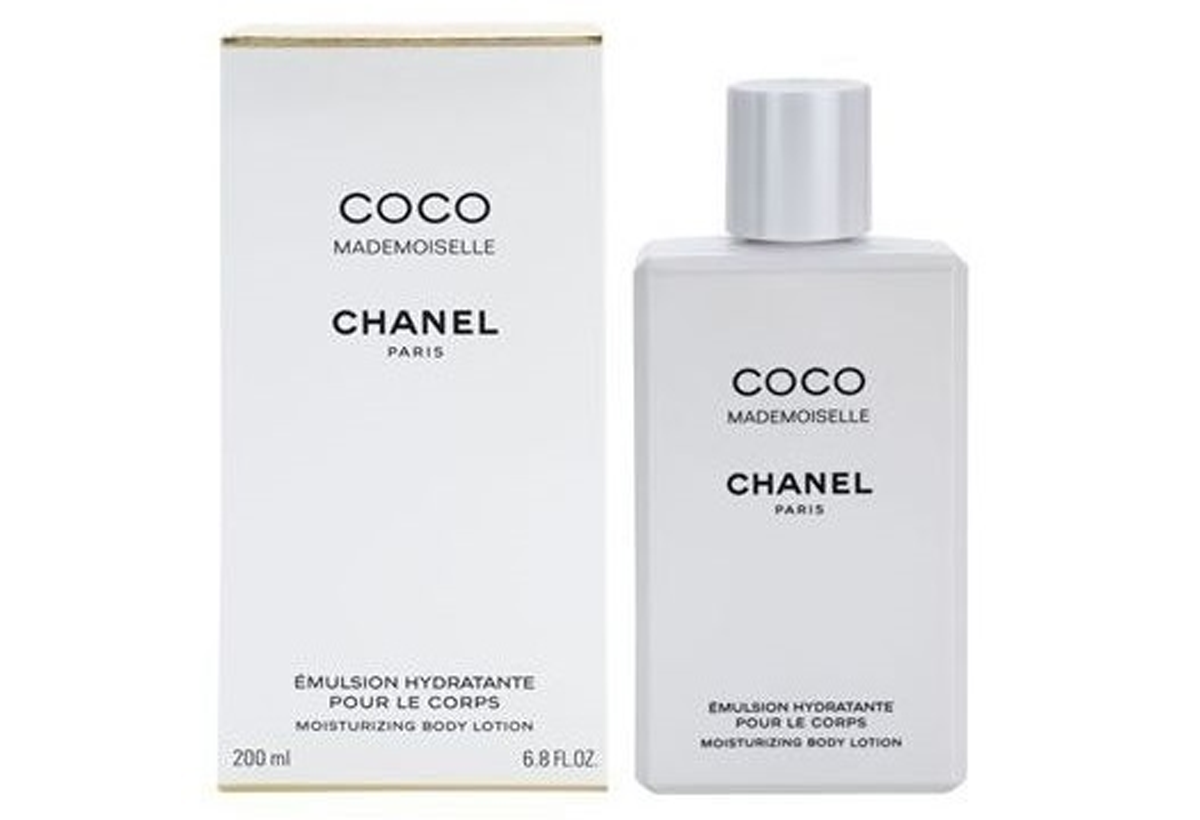 COCO
MADEMOISELLE
CHANEL
PARIS
ÉMULSION HYDRATANTE
POUR LE CORPS
MOISTURIZING BODY LOTION
200 ml 6.8 FL.OZ.
COCO
MADEMOISELLE
CHANEL
PARIS
ÉMULSION HYDRATANTE
POUR LE CORPS
MOISTURIZING BODY LOTION